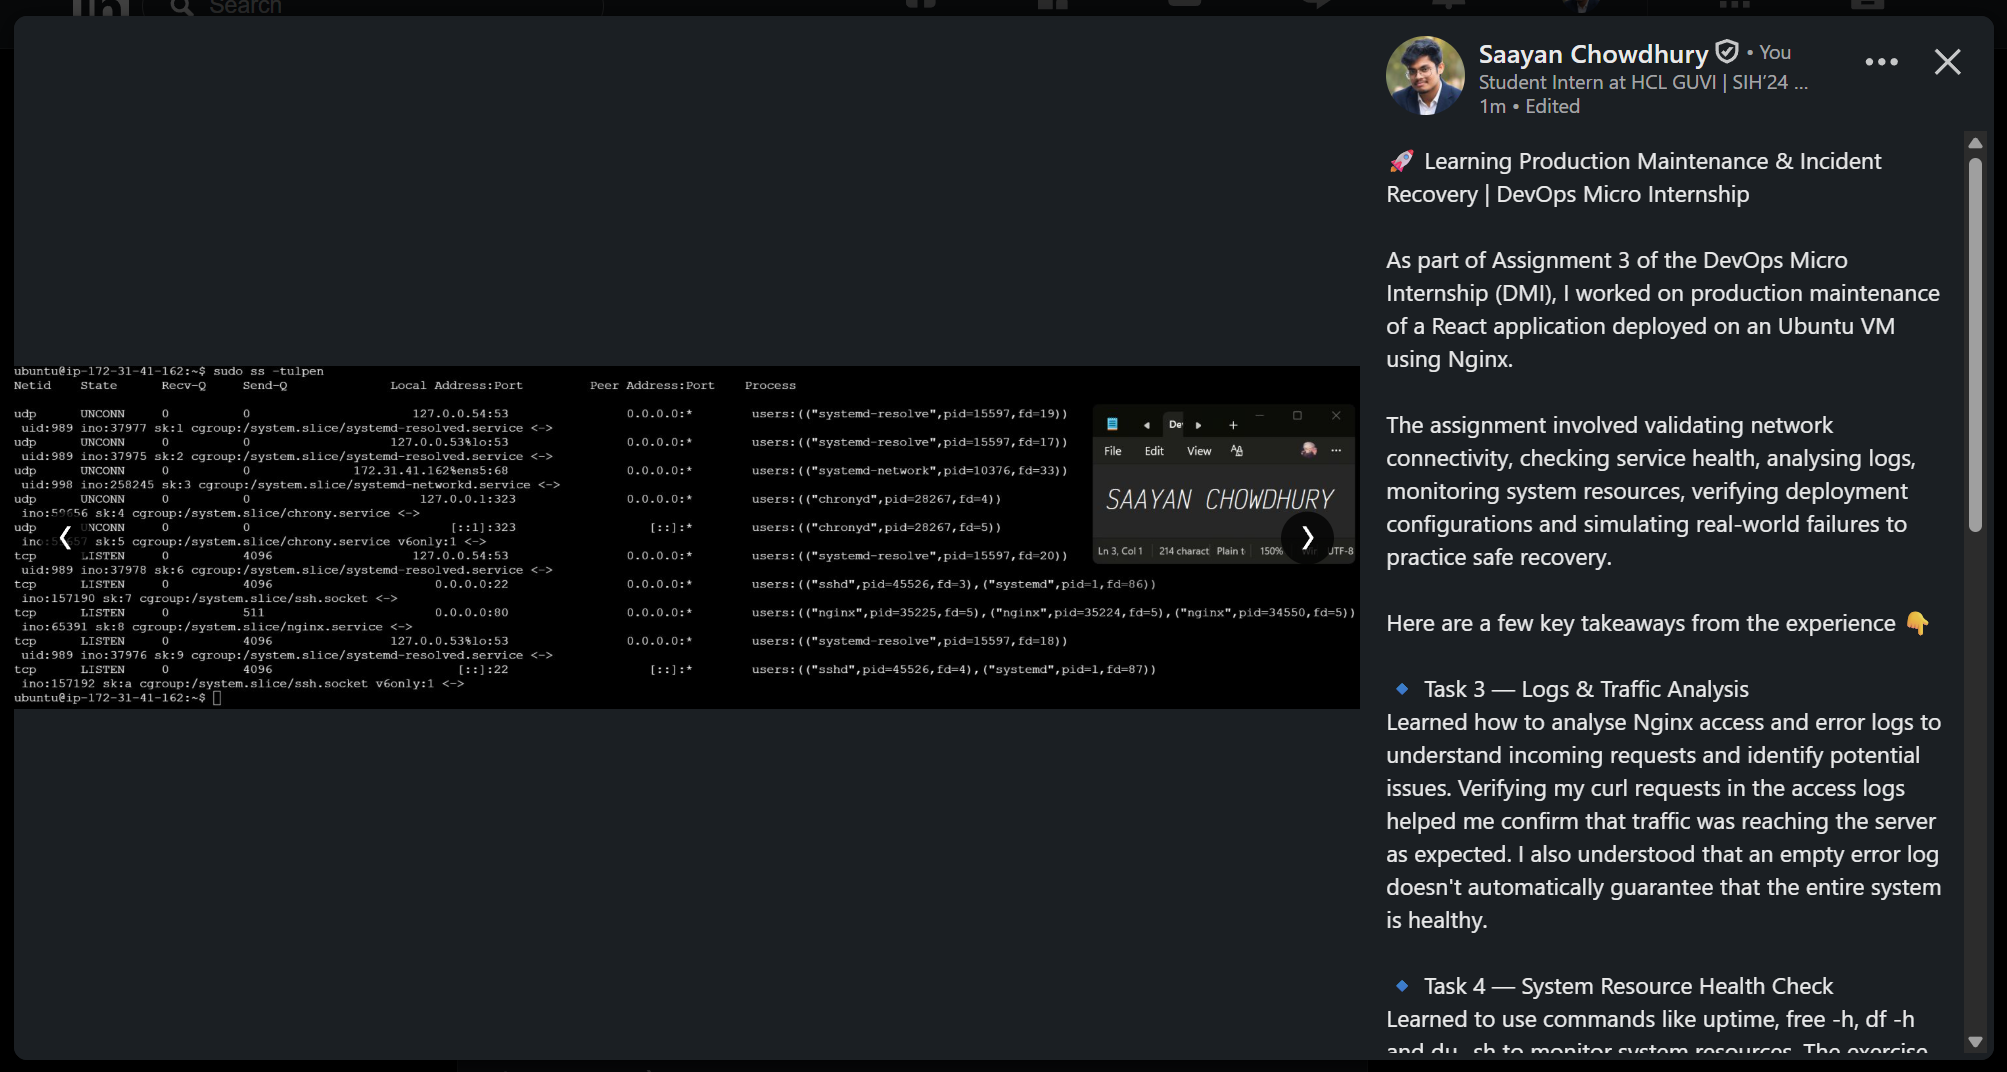 Search
ubuntu@ip-172-31-41-162:~$ sudo ss -tulpen
Netid State Recv-Q Send-Q Local Address:Port Peer Address:Port Process
udp UNCONN 0 0 127.0.0.54:53 0.0.0.0:* users:(("systemd-resolve",pid=15597,fd=19))
uid:989 ino:37977 sk:1 cgroup:/system.slice/systemd-resolved.service <->
udp UNCONN 0 0 127.0.0.53%lo:53 0.0.0.0:* users:(("systemd-resolve",pid=15597,fd=17))
uid:989 ino:37975 sk:2 cgroup:/system.slice/systemd-resolved.service <->
udp UNCONN 0 0 172.31.41.162%ens5:68 0.0.0.0:* users:(("systemd-network",pid=10376,fd=33))
uid:998 ino:258245 sk:3 cgroup:/system.slice/systemd-networkd.service <->
udp UNCONN 0 0 127.0.0.1:323 0.0.0.0:* users:(("chronyd",pid=28267,fd=4))
ino:59656 sk:4 cgroup:/system.slice/chrony.service <->
udp UNCONN 0 0 [::1]:323 [::]:* users:(("chronyd",pid=28267,fd=5))
sk:5 cgroup:/system.slice/chrony.service v6only:1 <->
tcp LISTEN 0 4096 127.0.0.54:53 0.0.0.0:* users:(("systemd-resolve",pid=15597,fd=20))
uid:989 ino:37978 sk:6 cgroup:/system.slice/systemd-resolved.service <->
tcp LISTEN 0 4096 0.0.0.0:22 0.0.0.0:* users:(("sshd",pid=45526,fd=3),("systemd",pid=1,fd=86))
ino:157190 sk:7 cgroup:/system.slice/ssh.socket <->
tcp LISTEN 0 511 0.0.0.0:80 0.0.0.0:* users:(("nginx",pid=35225,fd=5),("nginx",pid=35224,fd=5),("nginx",pid=34550,fd=5))
ino:65391 sk:8 cgroup:/system.slice/nginx.service <->
tcp LISTEN 0 4096 127.0.0.53%lo:53 0.0.0.0:* users:(("systemd-resolve",pid=15597,fd=18))
uid:989 ino:37976 sk:9 cgroup:/system.slice/systemd-resolved.service <->
tcp LISTEN 0 4096 [::]:22 [::]:* users:(("sshd",pid=45526,fd=4),("systemd",pid=1,fd=87))
ino:157192 sk:a cgroup:/system.slice/ssh.socket v6only:1 <->
ubuntu@ip-172-31-41-162:~$
De
File Edit View
SAAYAN CHOWDHURY
Ln 3, Col 1 214 charact Plain t 150% UTF-8
Saayan Chowdhury • You
Student Intern at HCL GUVI | SIH'24 ...
1m • Edited
🚀 Learning Production Maintenance & Incident
Recovery | DevOps Micro Internship
As part of Assignment 3 of the DevOps Micro
Internship (DMI), I worked on production maintenance
of a React application deployed on an Ubuntu VM
using Nginx.
The assignment involved validating network
connectivity, checking service health, analysing logs,
monitoring system resources, verifying deployment
configurations and simulating real-world failures to
practice safe recovery.
Here are a few key takeaways from the experience 👇
🔹 Task 3 — Logs & Traffic Analysis
Learned how to analyse Nginx access and error logs to
understand incoming requests and identify potential
issues. Verifying my curl requests in the access logs
helped me confirm that traffic was reaching the server
as expected. I also understood that an empty error log
doesn't automatically guarantee that the entire system
is healthy.
🔹 Task 4 — System Resource Health Check
Learned to use commands like uptime, free -h, df -h
and du -sh to monitor system resources. The exercise